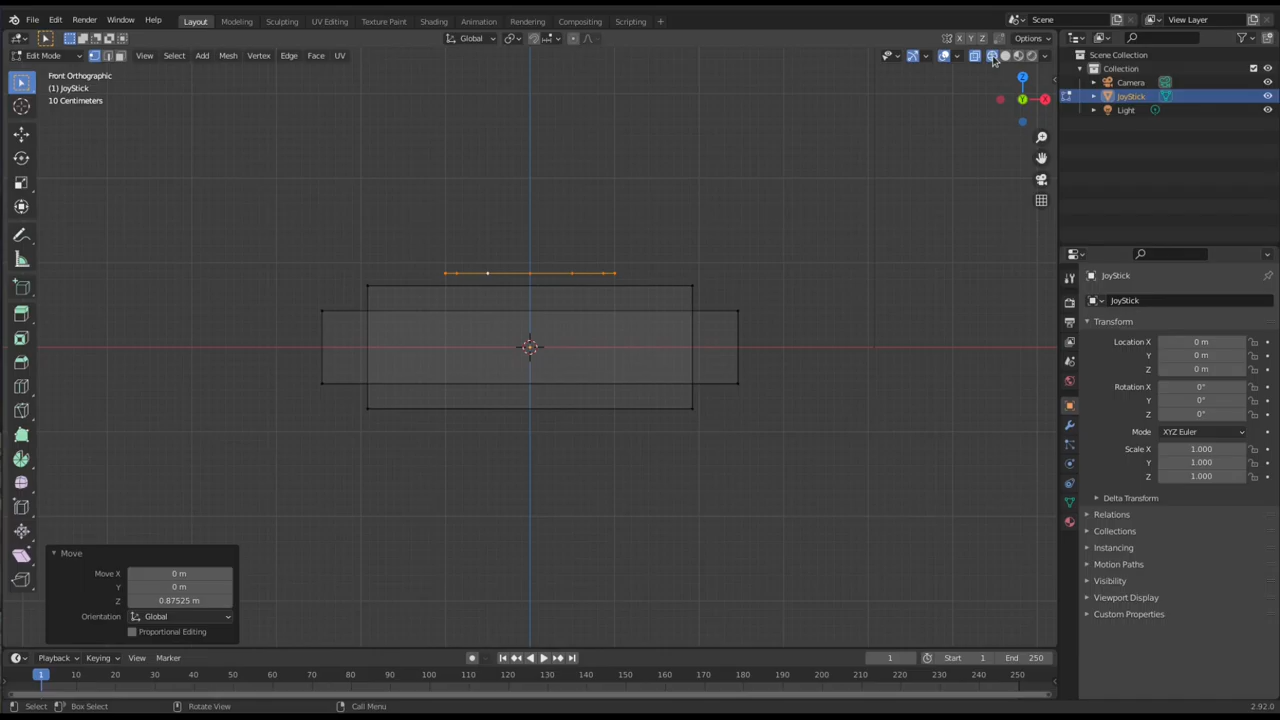 File Edit Render Window Help Layout Modeling Sculpting UV Editing Texture Paint Shading Animation Rendering Compositing Scripting + Scene View Layer
Global X Y Z Options
Edit Mode View Select Add Mesh Vertex Edge Face UV
Scene Collection
Collection
Camera
JoyStick
Light
Front Orthographic
(1) JoyStick
10 Centimeters
Z
Y
X
JoyStick
JoyStick
Transform
Location X 0 m
Y 0 m
Z 0 m
Rotation X 0°
Y 0°
Z 0°
Mode XYZ Euler
Scale X 1.000
Y 1.000
Z 1.000
Delta Transform
Relations
Collections
Instancing
Motion Paths
Visibility
Viewport Display
Custom Properties
Move
Move X 0 m
Y 0 m
Z 0.87525 m
Orientation Global
Proportional Editing
Playback Keying View Marker 1 Start 1 End 250
1 10 20 30 40 50 60 70 80 90 100 110 120 130 140 150 160 170 180 190 200 210 220 230 240 250
Select Box Select Rotate View Call Menu 2.92.0